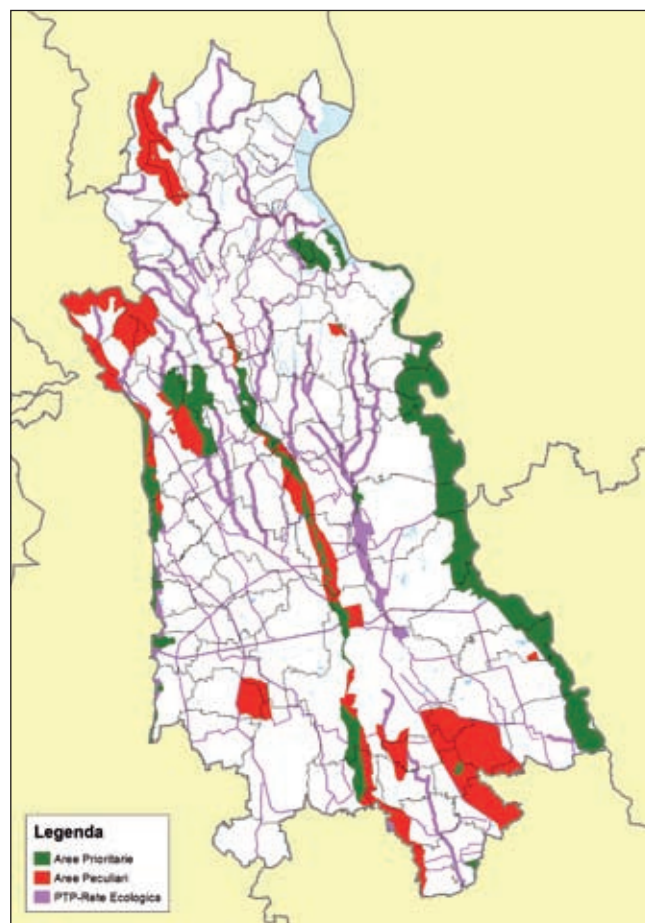 Legenda
Aree Prioritarie
Aree Peculiari
PTP-Rete Ecologica